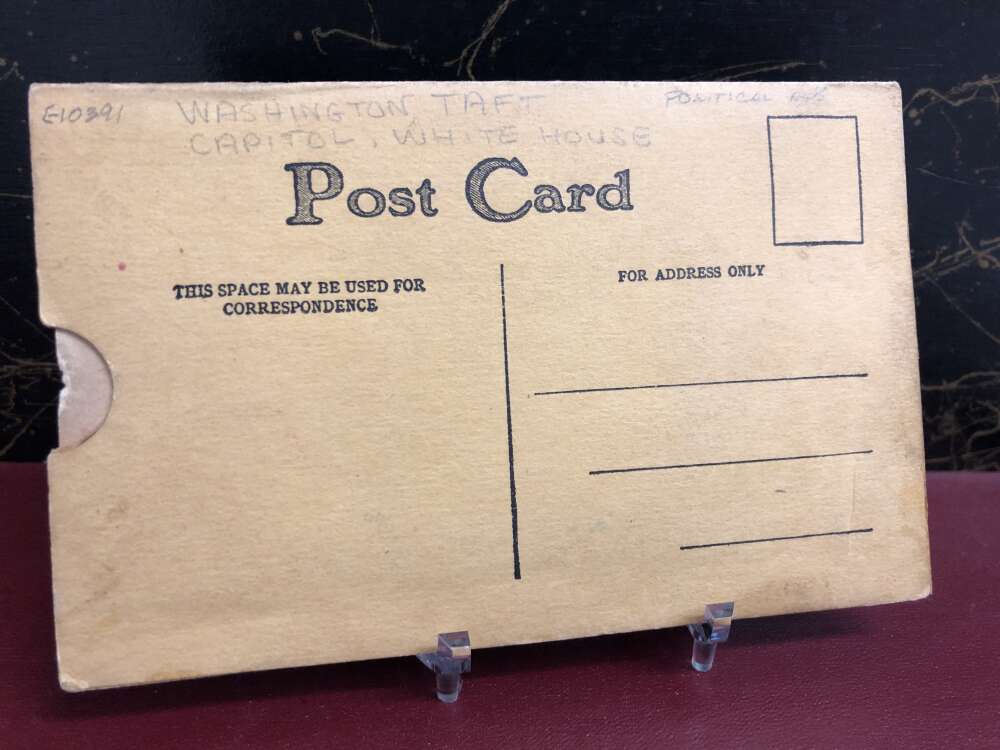 E10391
WASHINGTON, TAFT
CAPITOL, WHITE HOUSE
POLITICAL
Post Card
THIS SPACE MAY BE USED FOR
CORRESPONDENCE
FOR ADDRESS ONLY